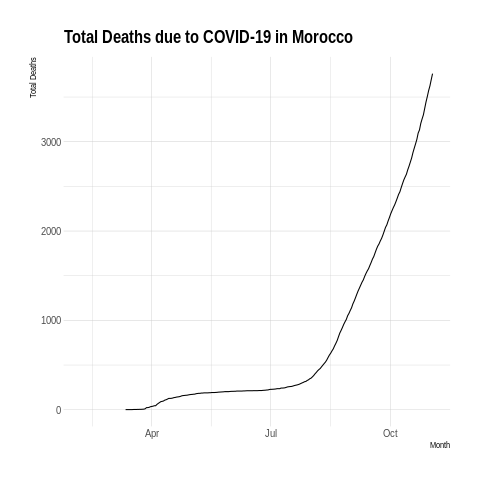 Total Deaths due to COVID-19 in Morocco
Total Deaths
3000
2000
1000
0
Apr
Jul
Oct
Month